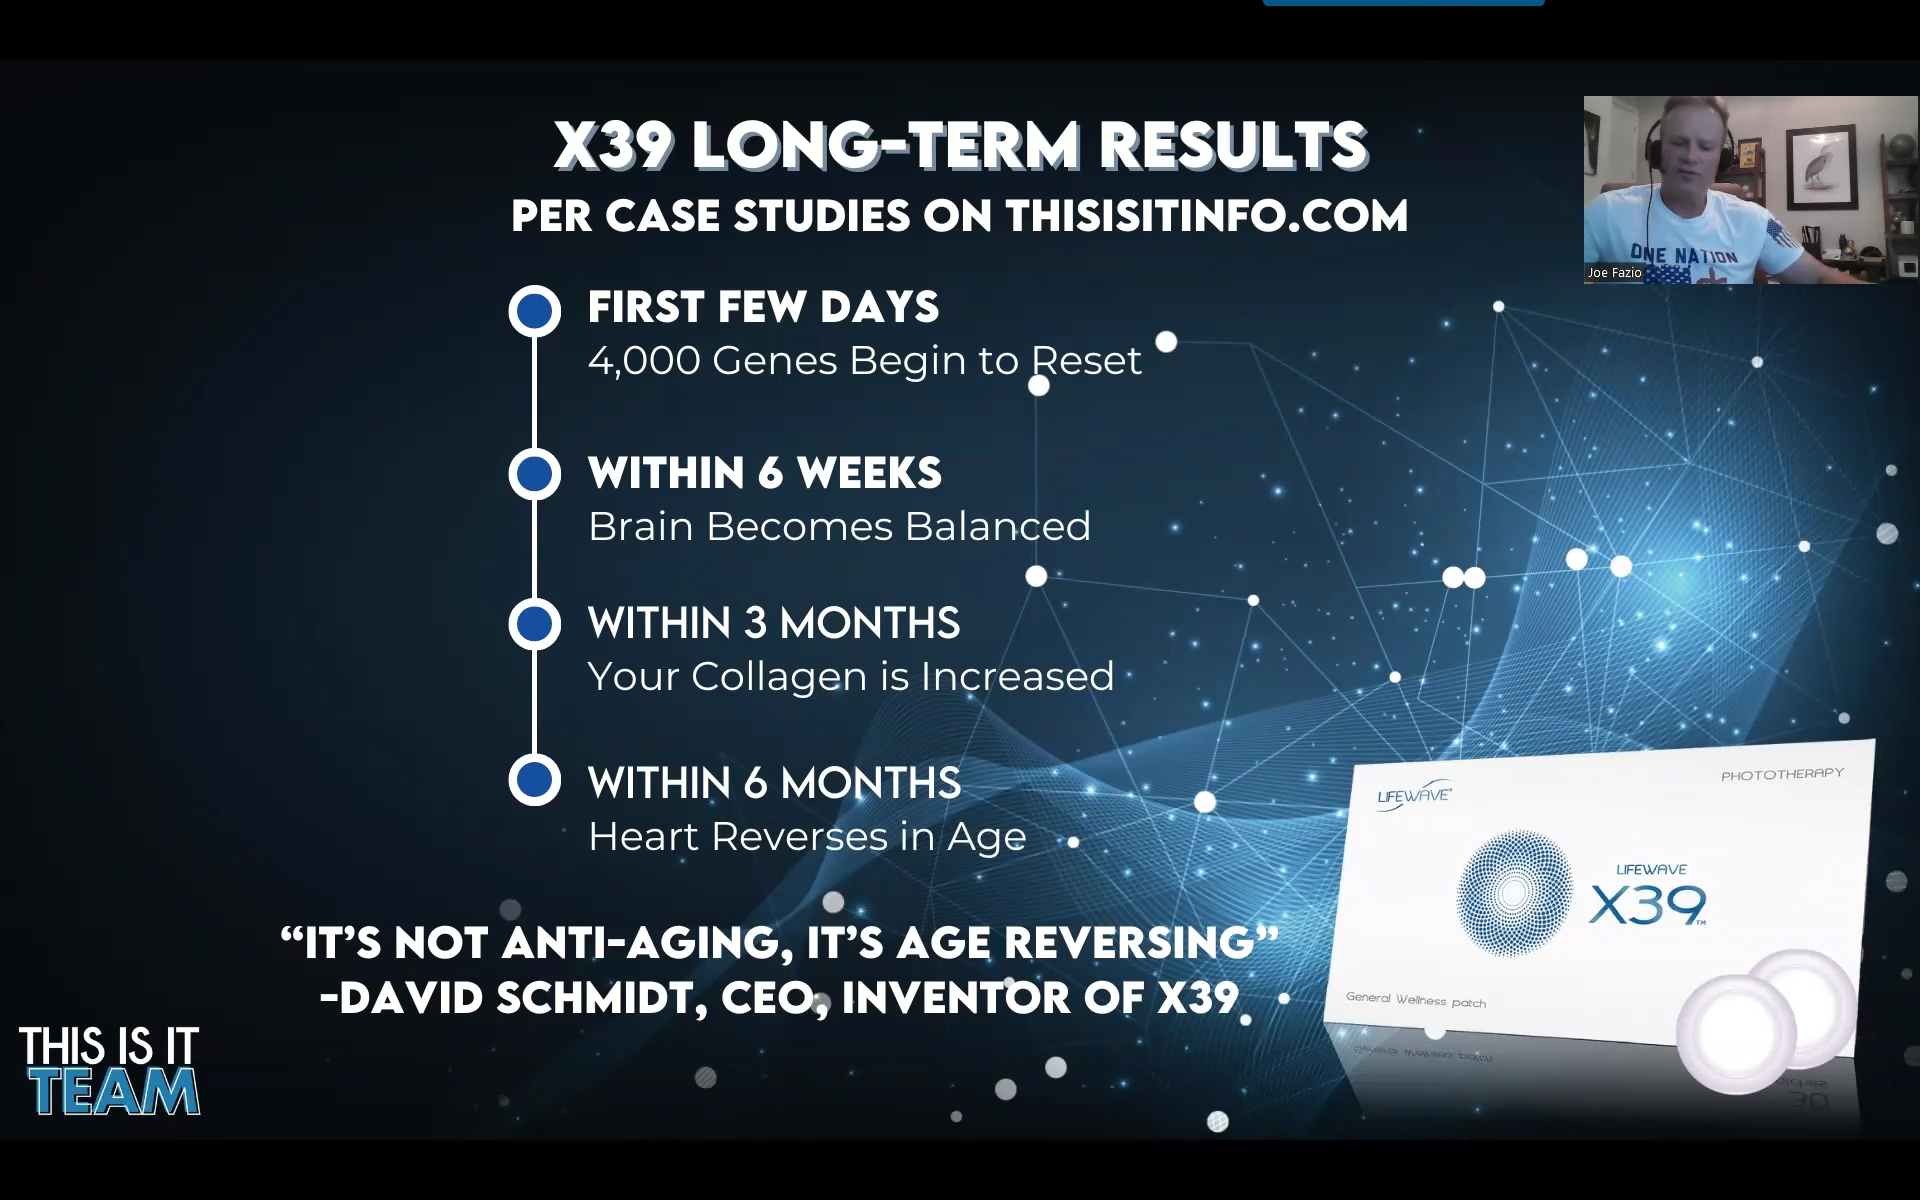 X39 LONG-TERM RESULTS
PER CASE STUDIES ON THISISITINFO.COM
FIRST FEW DAYS
4,000 Genes Begin to Reset
WITHIN 6 WEEKS
Brain Becomes Balanced
WITHIN 3 MONTHS
Your Collagen is Increased
WITHIN 6 MONTHS
Heart Reverses in Age
“IT’S NOT ANTI-AGING, IT’S AGE REVERSING”
-DAVID SCHMIDT, CEO, INVENTOR OF X39
THIS IS IT
TEAM
ONE NATION
Joe Fazio
LIFEWAVE®
PHOTOTHERAPY
LIFEWAVE
X39™
General Wellness patch